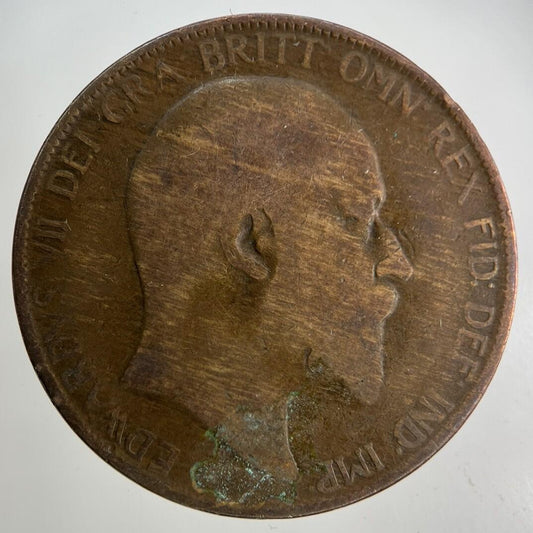 EDWARDVS VII DEI GRA BRITT OMN REX FID DEF IND IMP